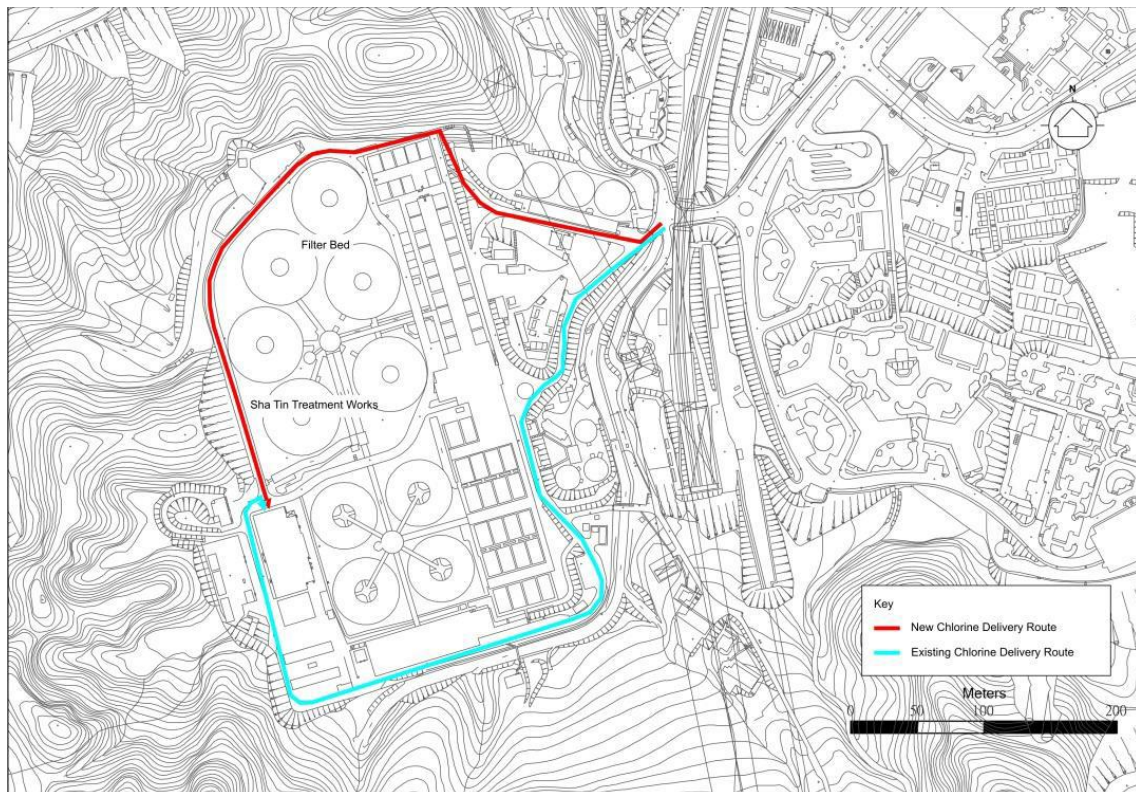 N
Filter Bed
Sha Tin Treatment Works
Key
New Chlorine Delivery Route
Existing Chlorine Delivery Route
Meters
0 50 100 200